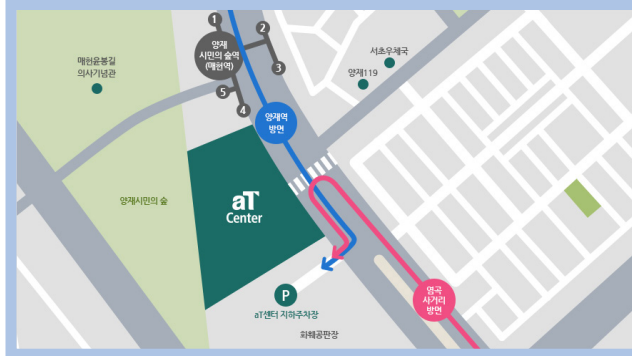 1
양재
시민의 숲역
(매헌역)
2
3
4
5
매헌윤봉길
의사기념관
서초우체국
양재119
양재역
방면
양재시민의 숲
aT
Center
P
aT센터 지하주차장
염곡
사거리
방면
화훼공판장